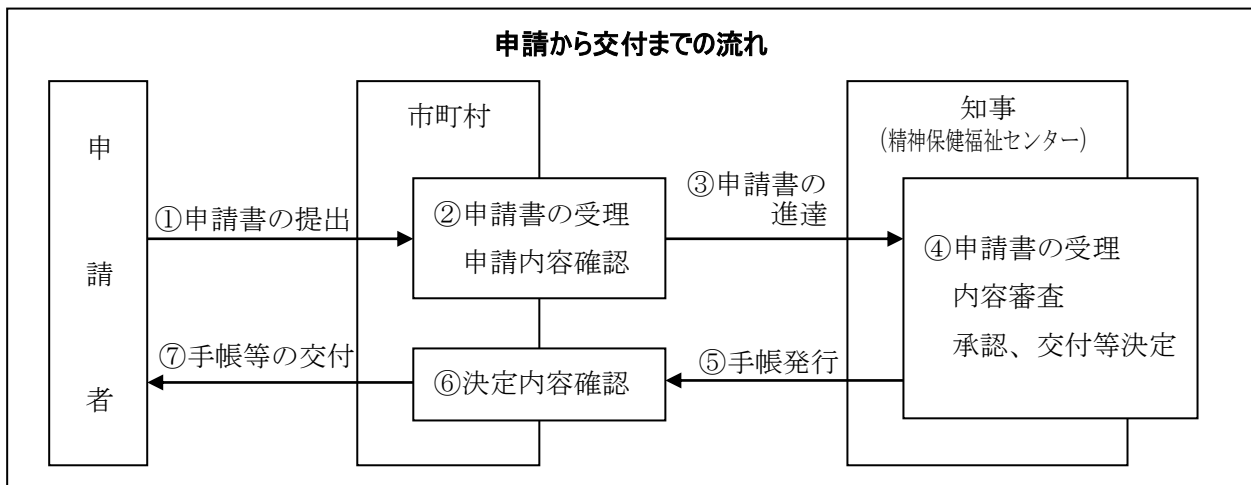 申請から交付までの流れ
申請者
市町村
知事
(精神保健福祉センター)
①申請書の提出
②申請書の受理
申請内容確認
③申請書の
進達
④申請書の受理
内容審査
承認、交付等決定
⑤手帳発行
⑥決定内容確認
⑦手帳等の交付